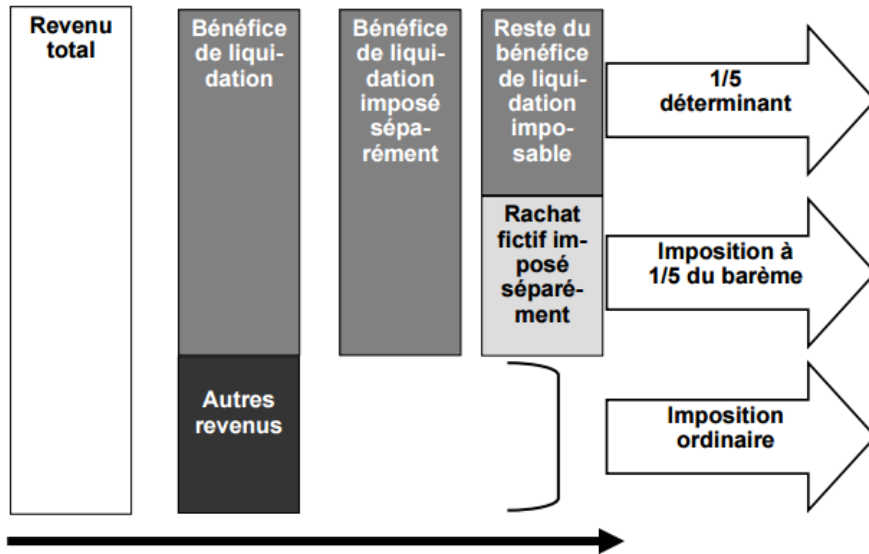 Revenu
total
Bénéfice
de liqui-
dation
Bénéfice
de liqui-
dation
imposé
sépa-
rément
Reste du
bénéfice
de liqui-
dation
impo-
sable
1/5
déterminant
Rachat
fictif im-
posé
séparé-
ment
Imposition à
1/5 du barème
Autres
revenus
Imposition
ordinaire